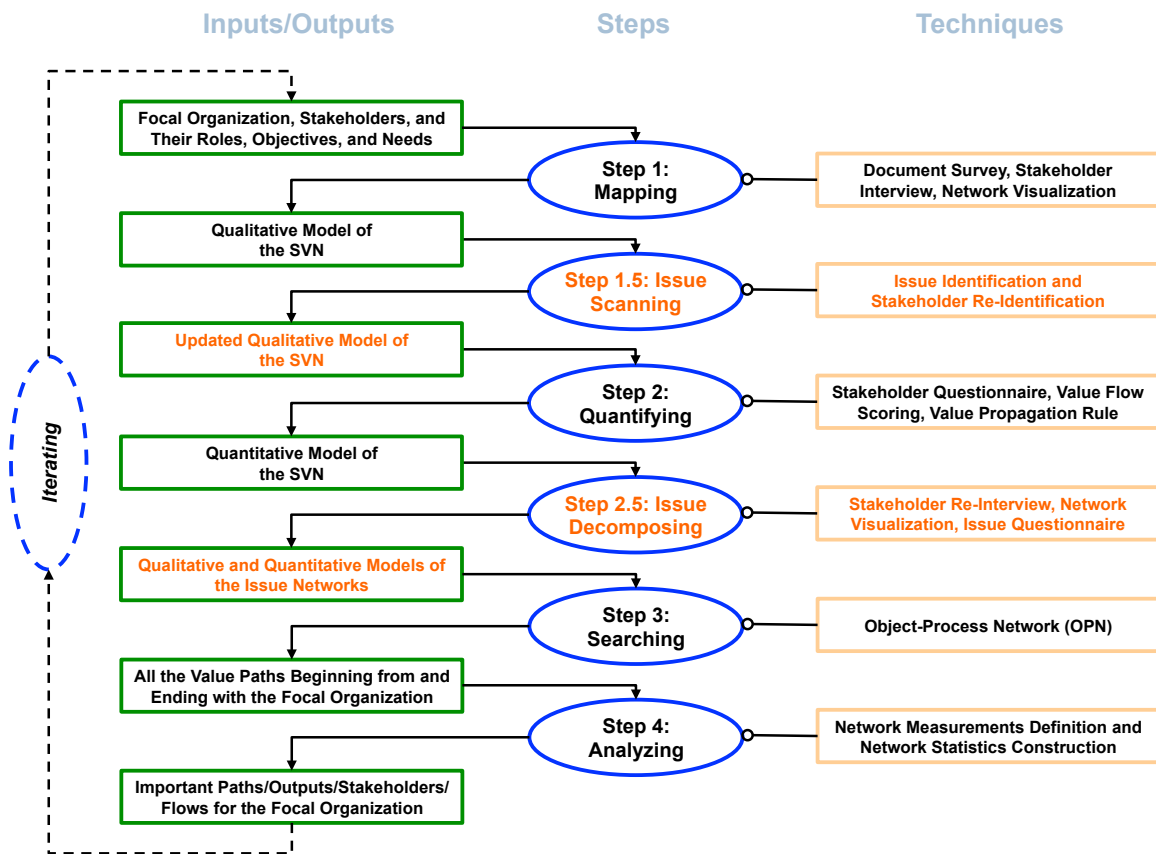 Inputs/Outputs
Steps
Techniques
Focal Organization, Stakeholders, and
Their Roles, Objectives, and Needs
Step 1:
Mapping
Document Survey, Stakeholder
Interview, Network Visualization
Qualitative Model of
the SVN
Step 1.5: Issue
Scanning
Issue Identification and
Stakeholder Re-Identification
Updated Qualitative Model of
the SVN
Step 2:
Quantifying
Stakeholder Questionnaire, Value Flow
Scoring, Value Propagation Rule
Iterating
Quantitative Model of
the SVN
Step 2.5: Issue
Decomposing
Stakeholder Re-Interview, Network
Visualization, Issue Questionnaire
Qualitative and Quantitative Models of
the Issue Networks
Step 3:
Searching
Object-Process Network (OPN)
All the Value Paths Beginning from and
Ending with the Focal Organization
Step 4:
Analyzing
Network Measurements Definition and
Network Statistics Construction
Important Paths/Outputs/Stakeholders/
Flows for the Focal Organization